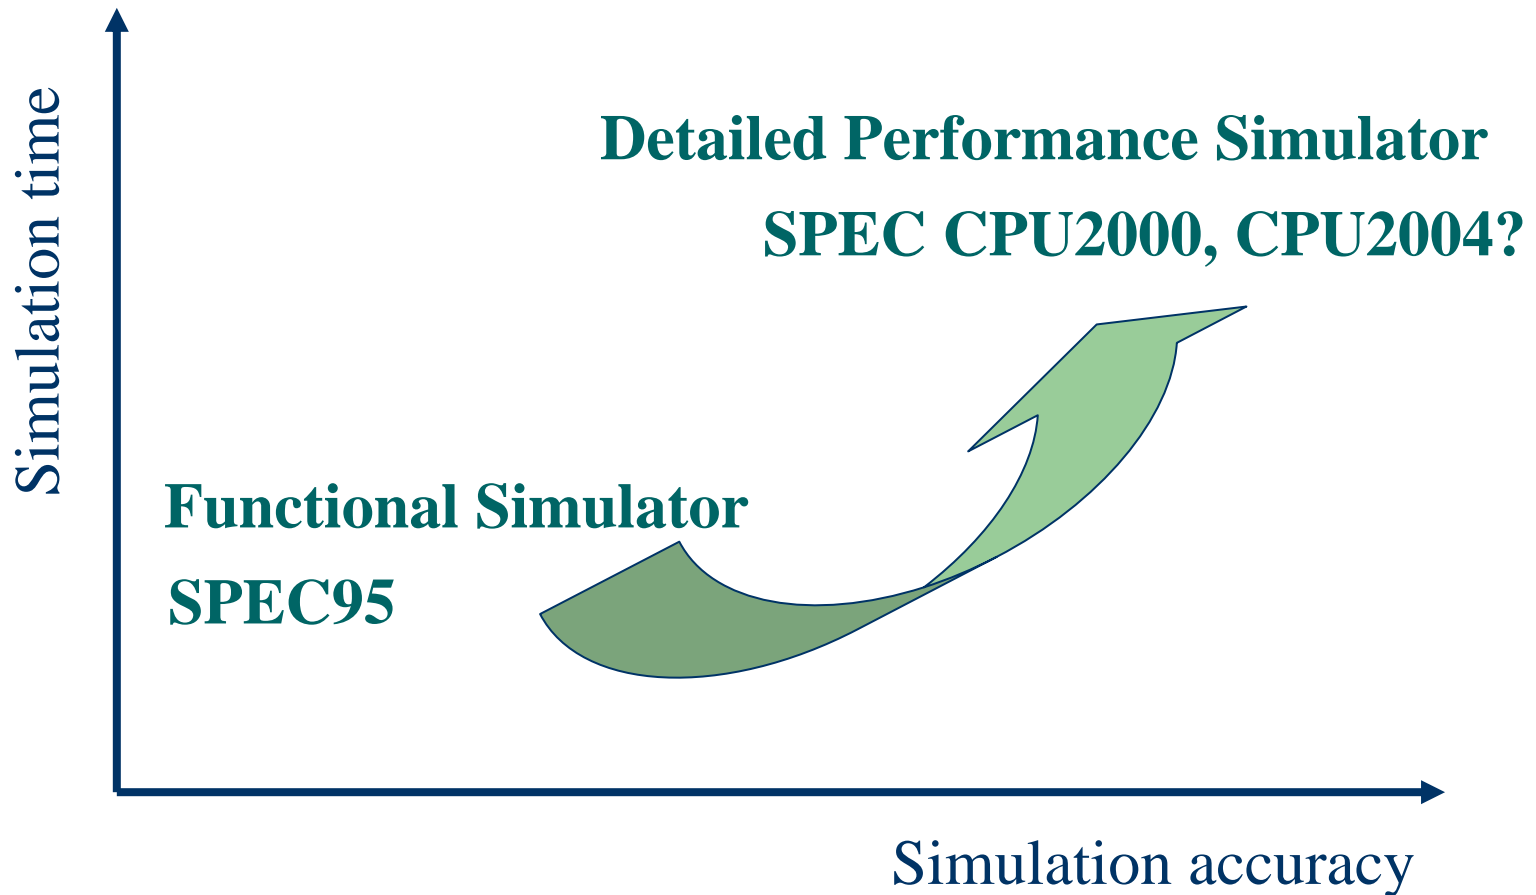 Simulation time
Detailed Performance Simulator
SPEC CPU2000, CPU2004?
Functional Simulator
SPEC95
Simulation accuracy